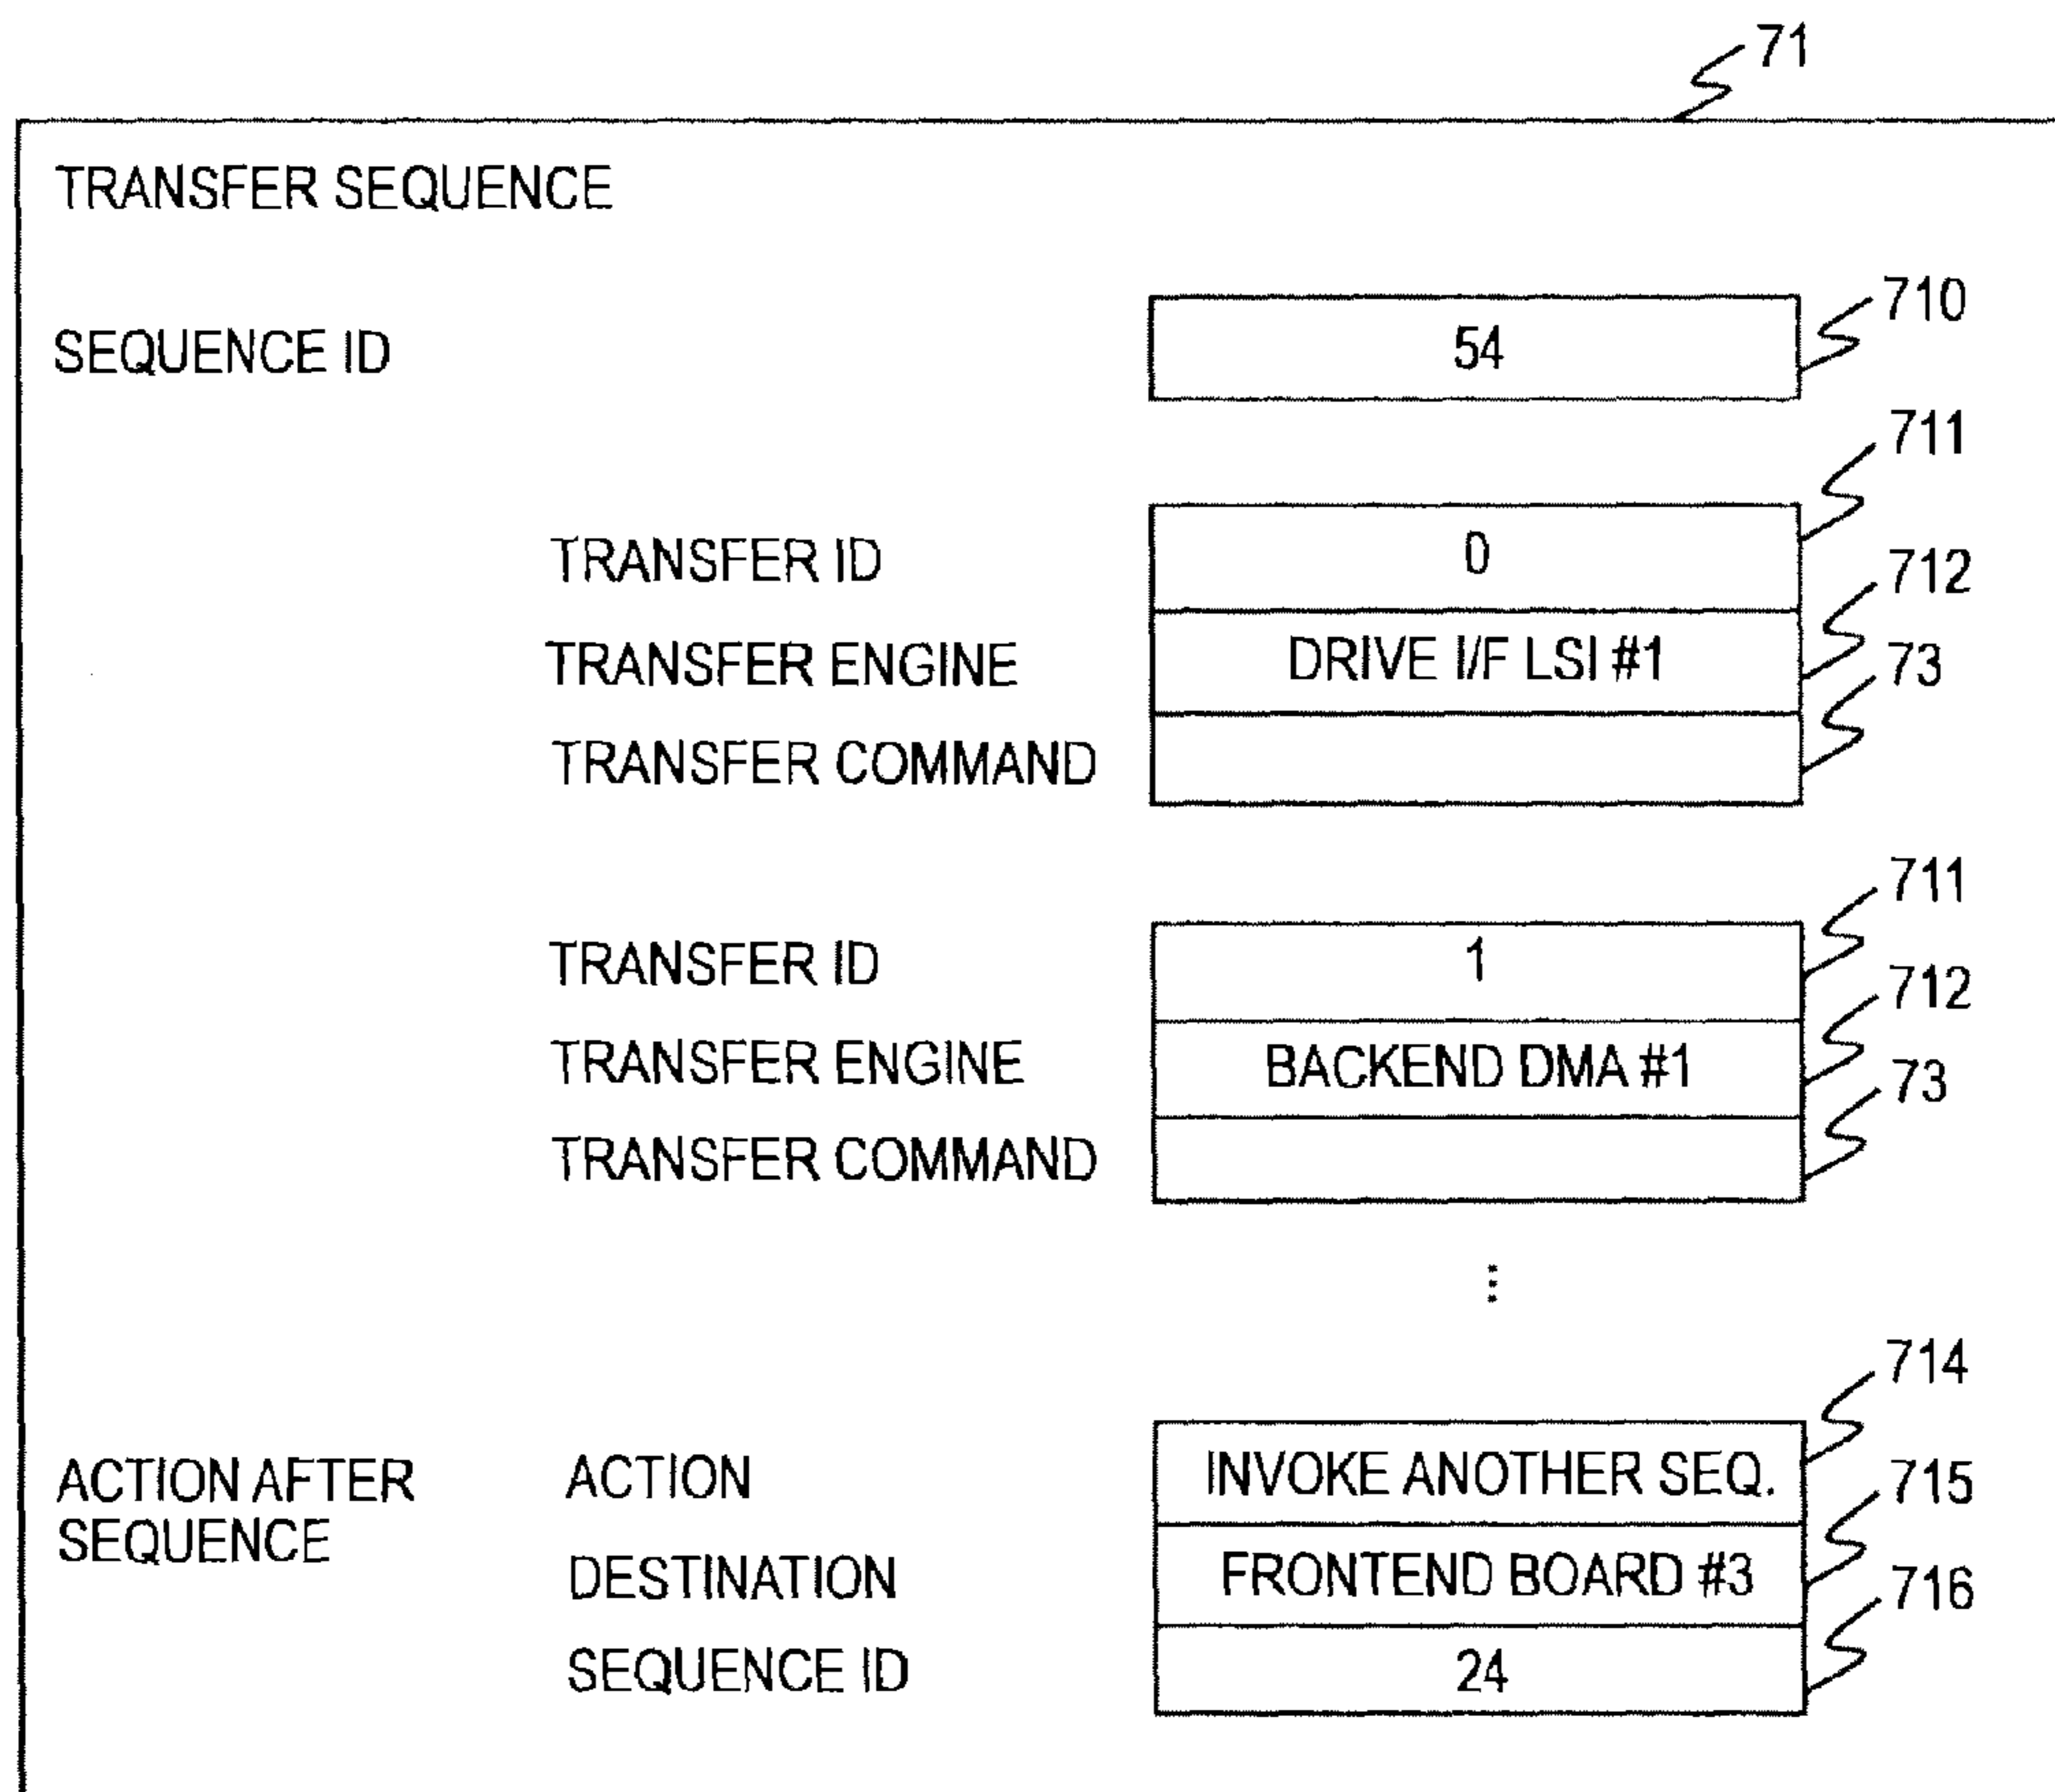 71
TRANSFER SEQUENCE
710
SEQUENCE ID 54
711
TRANSFER ID 0
712
TRANSFER ENGINE DRIVE I/F LSI #1
73
TRANSFER COMMAND
711
TRANSFER ID 1
712
TRANSFER ENGINE BACKEND DMA #1
73
TRANSFER COMMAND
⋮
714
ACTION AFTER SEQUENCE ACTION INVOKE ANOTHER SEQ.
715
DESTINATION FRONTEND BOARD #3
716
SEQUENCE ID 24